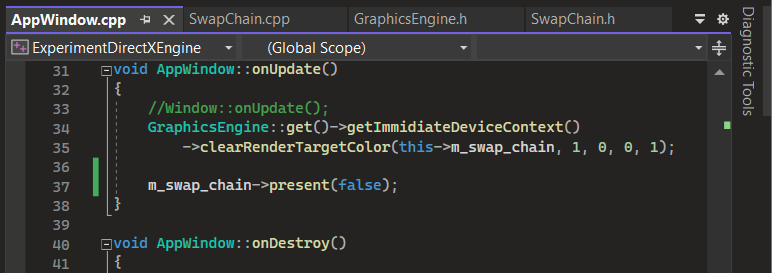 AppWindow.cpp SwapChain.cpp GraphicsEngine.h SwapChain.h
ExperimentDirectXEngine (Global Scope)
31 void AppWindow::onUpdate()
32 {
33 //Window::onUpdate();
34 GraphicsEngine::get()->getImmidiateDeviceContext()
35 ->clearRenderTargetColor(this->m_swap_chain, 1, 0, 0, 1);
36
37 m_swap_chain->present(false);
38 }
39
40 void AppWindow::onDestroy()
41 {
Diagnostic Tools